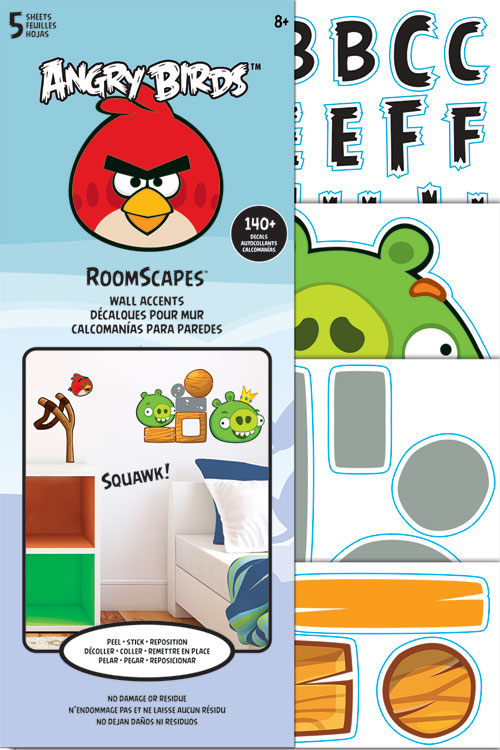 5 SHEETS
FEUILLES
HOJAS
8+
ANGRY BIRDS™
140+
DECALS
AUTOCOLLANTS
CALCOMANÍAS
ROOMSCAPES™
WALL ACCENTS
DÉCALQUES POUR MUR
CALCOMANÍAS PARA PAREDES
SQUAWK!
PEEL • STICK • REPOSITION
DÉCOLLER • COLLER • REMETTRE EN PLACE
PELAR • PEGAR • REPOSICIONAR
NO DAMAGE OR RESIDUE
N'ENDOMMAGE PAS ET NE LAISSE AUCUN RÉSIDU
NO DEJAN DAÑOS NI RESIDUOS
B B C C
E E F F